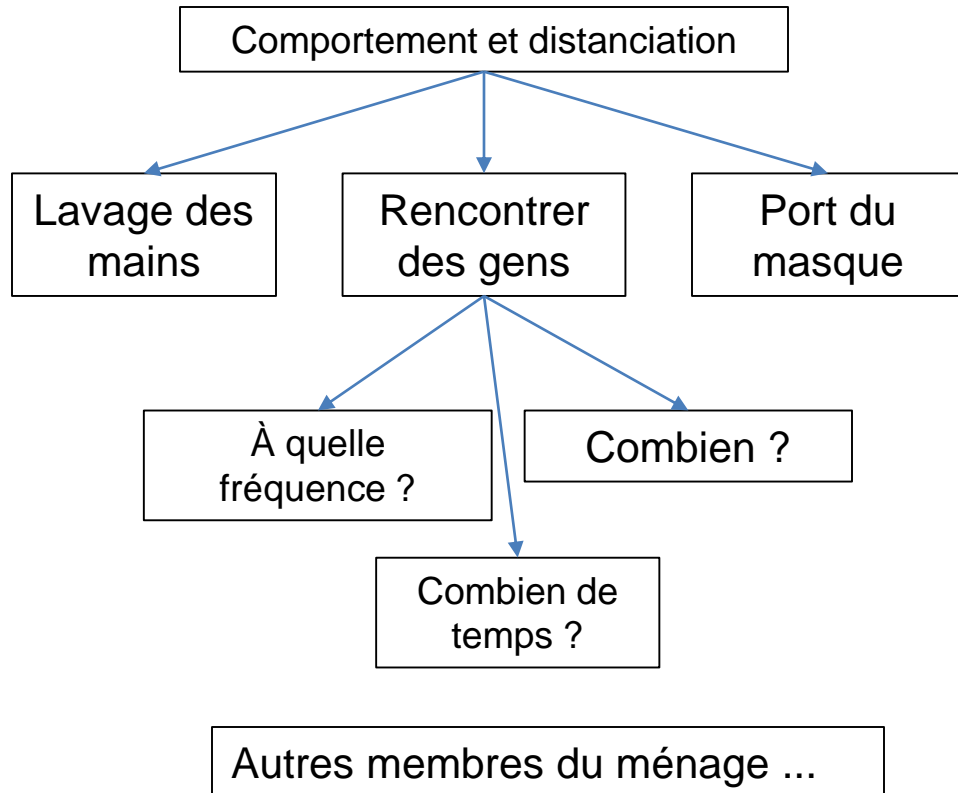 Comportement et distanciation
Lavage des
mains
Rencontrer
des gens
Port du
masque
À quelle
fréquence ?
Combien ?
Combien de
temps ?
Autres membres du ménage ...